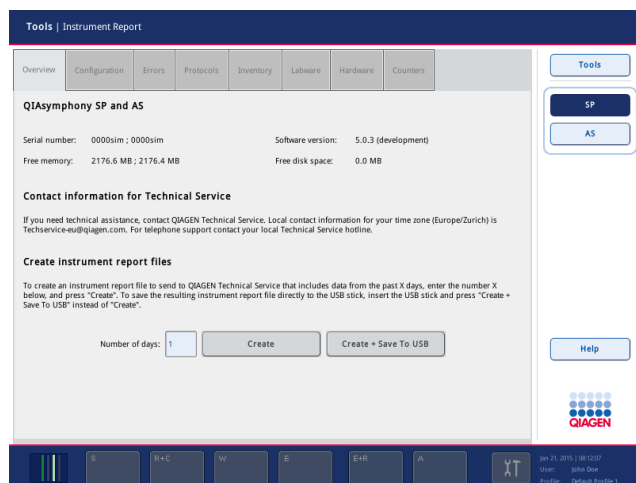 Tools | Instrument Report
Overview
Configuration
Errors
Protocols
Inventory
Labware
Hardware
Counters
Tools
SP
AS
QIAsymphony SP and AS
Serial number: 0000sim ; 0000sim
Software version: 5.0.3 (development)
Free memory: 2176.6 MB ; 2176.4 MB
Free disk space: 0.0 MB
Contact information for Technical Service
If you need technical assistance, contact QIAGEN Technical Service. Local contact information for your time zone (Europe/Zurich) is
Techservice-eu@qiagen.com. For telephone support contact your local Technical Service hotline.
Create instrument report files
To create an instrument report file to send to QIAGEN Technical Service that includes data from the past X days, enter the number X
below, and press "Create". To save the resulting instrument report file directly to the USB stick, insert the USB stick and press "Create +
Save To USB" instead of "Create".
Number of days: 1
Create
Create + Save To USB
Help
QIAGEN
S
R+C
W
E
E+R
A
Jan 21, 2015 | 08:12:07
User: John Doe
Profile: Default Profile 1